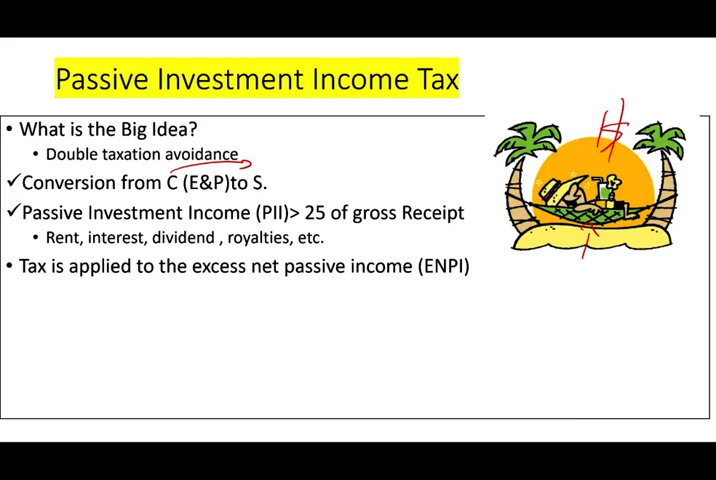 Passive Investment Income Tax
• What is the Big Idea?
• Double taxation avoidance
✓Conversion from C (E&P)to S.
✓Passive Investment Income (PII)> 25 of gross Receipt
• Rent, interest, dividend , royalties, etc.
• Tax is applied to the excess net passive income (ENPI)